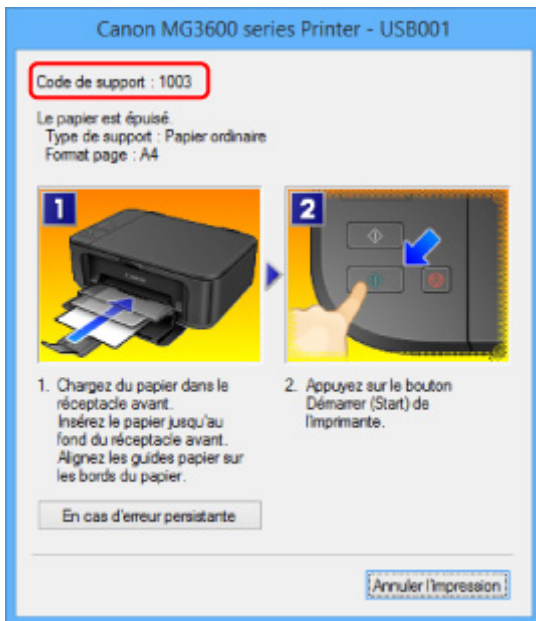 Canon MG3600 series Printer - USB001
Code de support : 1003
Le papier est épuisé.
Type de support : Papier ordinaire
Format page : A4
1
2
1. Chargez du papier dans le
réceptacle avant.
Insérez le papier jusqu'au
fond du réceptacle avant.
Alignez les guides papier sur
les bords du papier.
2. Appuyez sur le bouton
Démarrer (Start) de
l'imprimante.
En cas d'erreur persistante
Annuler l'impression